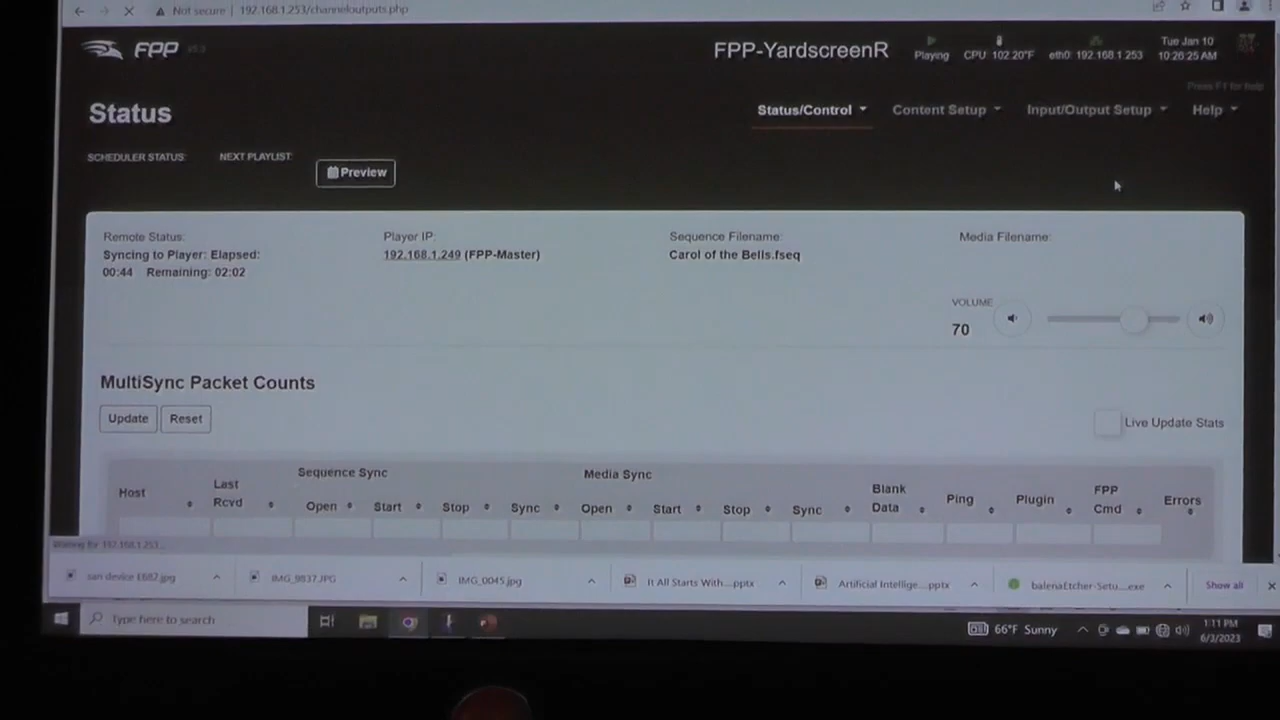 Not secure | 192.168.1.253/channeloutputs.php
FPP v5.3
FPP-YardscreenR
Playing
CPU: 102.20°F
eth0: 192.168.1.253
Tue Jan 10
10:26:25 AM
Press F1 for help
Status
Status/Control
Content Setup
Input/Output Setup
Help
SCHEDULER STATUS:
NEXT PLAYLIST:
Preview
Remote Status:
Syncing to Player: Elapsed:
00:44 Remaining: 02:02
Player IP:
192.168.1.249 (FPP-Master)
Sequence Filename:
Carol of the Bells.fseq
Media Filename:
VOLUME
70
MultiSync Packet Counts
Update
Reset
Live Update Stats
Sequence Sync
Media Sync
Host
Last
Rcvd
Open
Start
Stop
Sync
Open
Start
Stop
Sync
Blank
Data
Ping
Plugin
FPP
Cmd
Errors
Waiting for 192.168.1.253...
san device E682.jpg
IMG_9837.JPG
IMG_0045.jpg
It All Starts With....pptx
Artificial Intellige....pptx
balenaEtcher-Setu....exe
Show all
Type here to search
66°F Sunny
1:11 PM
6/3/2023